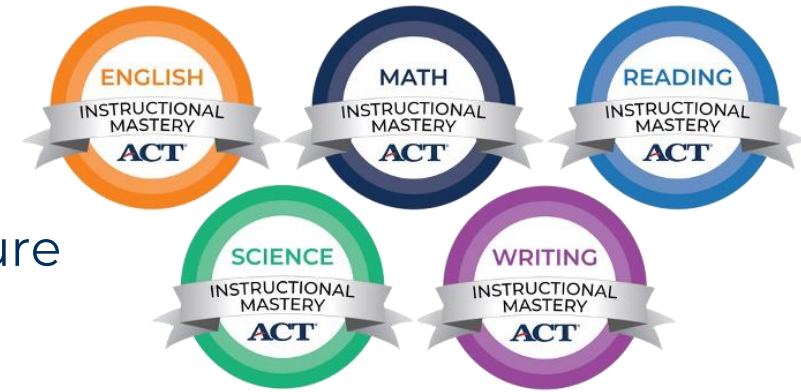 ENGLISH
INSTRUCTIONAL
MASTERY
ACT
MATH
INSTRUCTIONAL
MASTERY
ACT
READING
INSTRUCTIONAL
MASTERY
ACT
ure
SCIENCE
INSTRUCTIONAL
MASTERY
ACT
WRITING
INSTRUCTIONAL
MASTERY
ACT